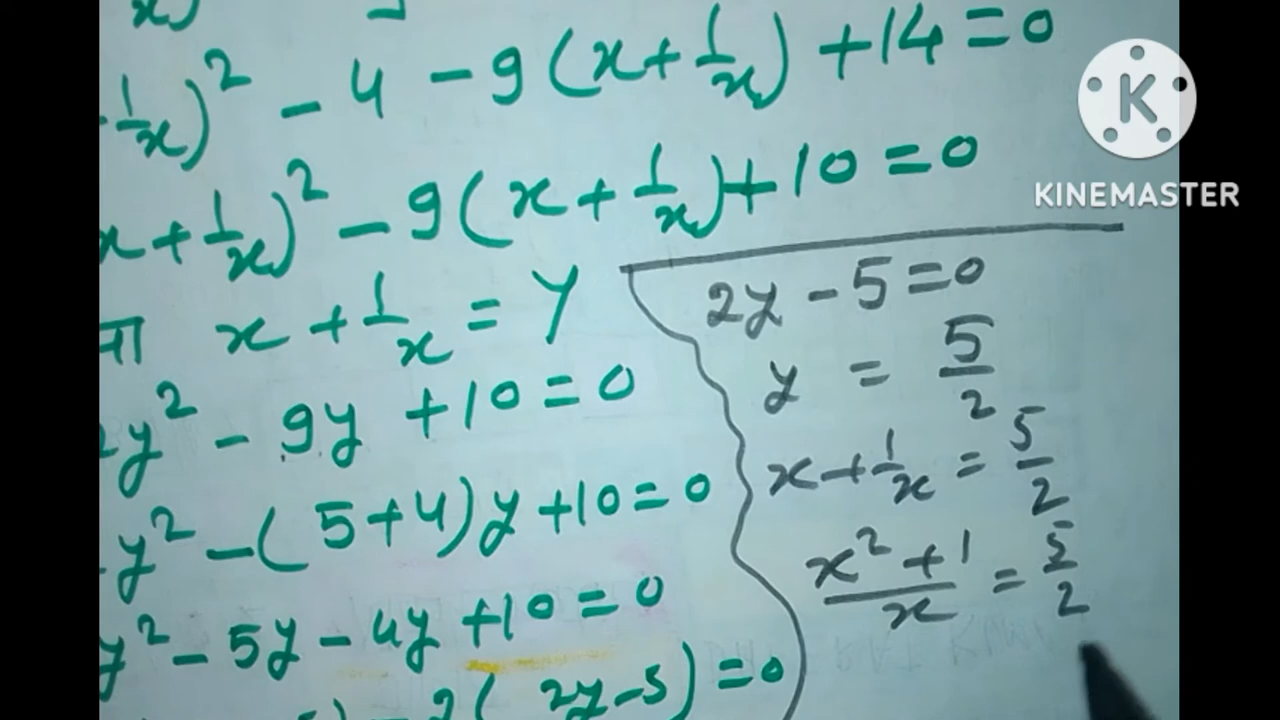 1/x)² - 4 - 9(x + 1/x) + 14 = 0
x + 1/x)² - 9(x + 1/x) + 10 = 0
x + 1/x = Y
y² - 9y + 10 = 0
y² - (5+4)y + 10 = 0
y² - 5y - 4y + 10 = 0
2y - 5) = 0
2y - 5 = 0
y = 5/2
x + 1/x = 5/2
x² + 1/x = 5/2
K
KINEMASTER